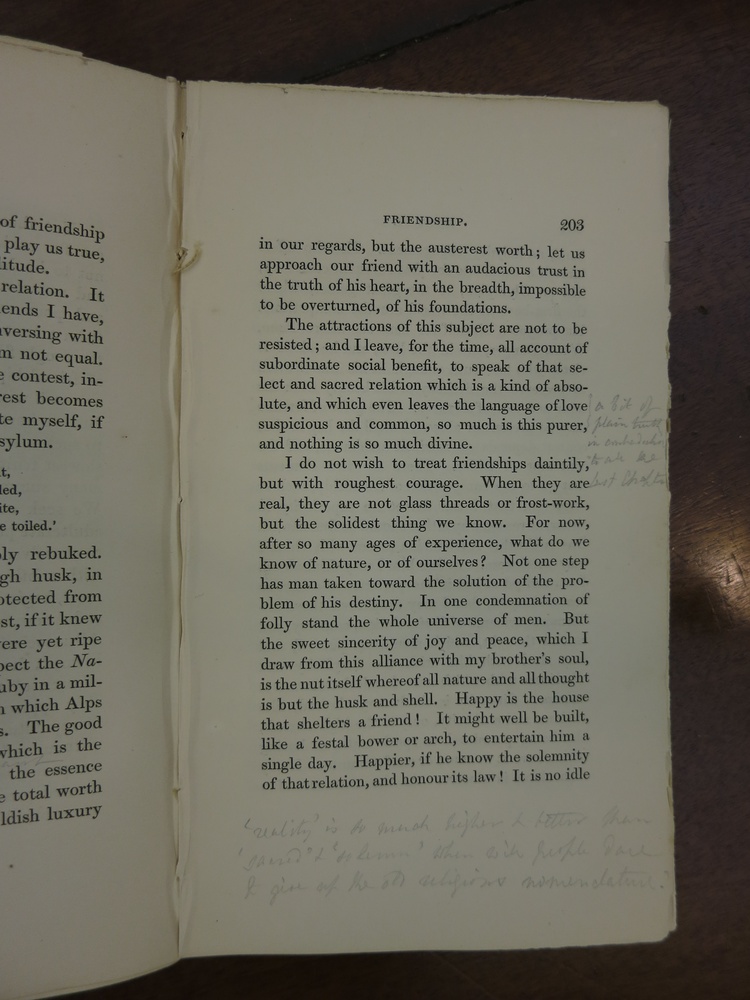 of friendship
play us true,
litude.
relation. It
ends I have,
versing with
m not equal.
e contest, in-
rest becomes
te myself, if
sylum.
t,
led,
ite,
e toiled.'
ly rebuked.
gh husk, in
otected from
st, if it knew
ere yet ripe
pect the Na-
uby in a mil-
n which Alps
s. The good
which is the
the essence
e total worth
ldish luxury
FRIENDSHIP. 203
in our regards, but the austerest worth; let us
approach our friend with an audacious trust in
the truth of his heart, in the breadth, impossible
to be overturned, of his foundations.
The attractions of this subject are not to be
resisted; and I leave, for the time, all account of
subordinate social benefit, to speak of that se-
lect and sacred relation which is a kind of abso-
lute, and which even leaves the language of love
suspicious and common, so much is this purer,
and nothing is so much divine.
I do not wish to treat friendships daintily,
but with roughest courage. When they are
real, they are not glass threads or frost-work,
but the solidest thing we know. For now,
after so many ages of experience, what do we
know of nature, or of ourselves? Not one step
has man taken toward the solution of the pro-
blem of his destiny. In one condemnation of
folly stand the whole universe of men. But
the sweet sincerity of joy and peace, which I
draw from this alliance with my brother's soul,
is the nut itself whereof all nature and all thought
is but the husk and shell. Happy is the house
that shelters a friend! It might well be built,
like a festal bower or arch, to entertain him a
single day. Happier, if he know the solemnity
of that relation, and honour its law! It is no idle
a bit of
plain truth
'reality' is so much higher & better than
'sacred' & 'solemn' when will people dare
to give up the old religious nomenclature?